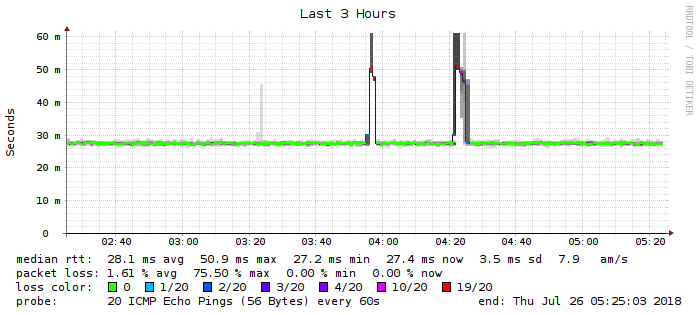 Last 3 Hours
RRDTOOL / TOBI OETIKER
Seconds
60 m
50 m
40 m
30 m
20 m
10 m
0
02:40 03:00 03:20 03:40 04:00 04:20 04:40 05:00 05:20
median rtt: 28.1 ms avg 50.9 ms max 27.2 ms min 27.4 ms now 3.5 ms sd 7.9 am/s
packet loss: 1.61 % avg 75.50 % max 0.00 % min 0.00 % now
loss color: 0 1/20 2/20 3/20 4/20 10/20 19/20
probe: 20 ICMP Echo Pings (56 Bytes) every 60s end: Thu Jul 26 05:25:03 2018